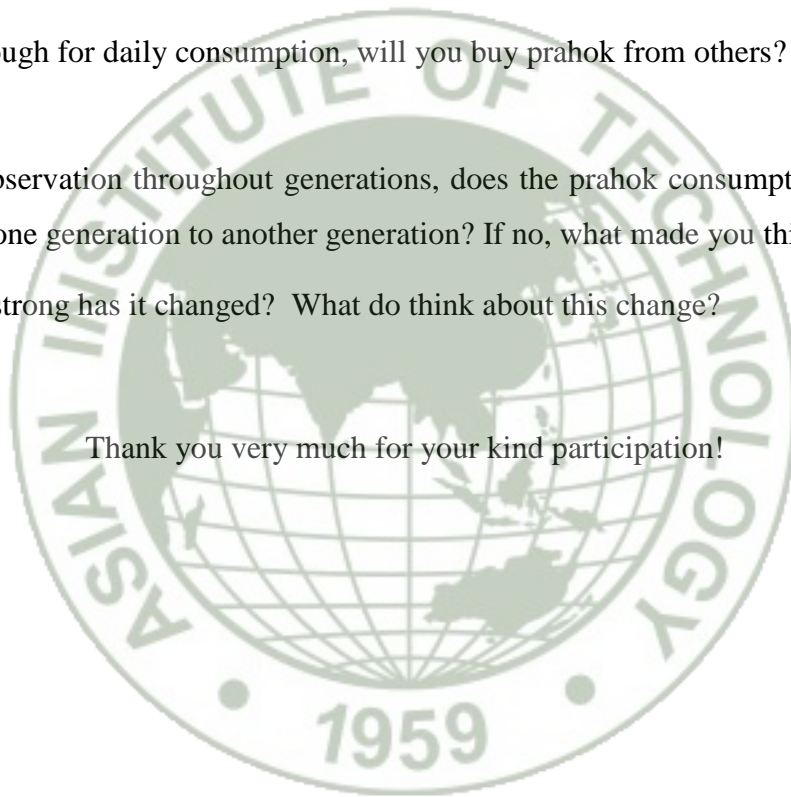 ough for daily consumption, will you buy prahok from others?
bservation throughout generations, does the prahok consumpt
one generation to another generation? If no, what made you thi
strong has it changed? What do think about this change?
Thank you very much for your kind participation!
ASIAN INSTITUTE OF TECHNOLOGY
• 1959 •